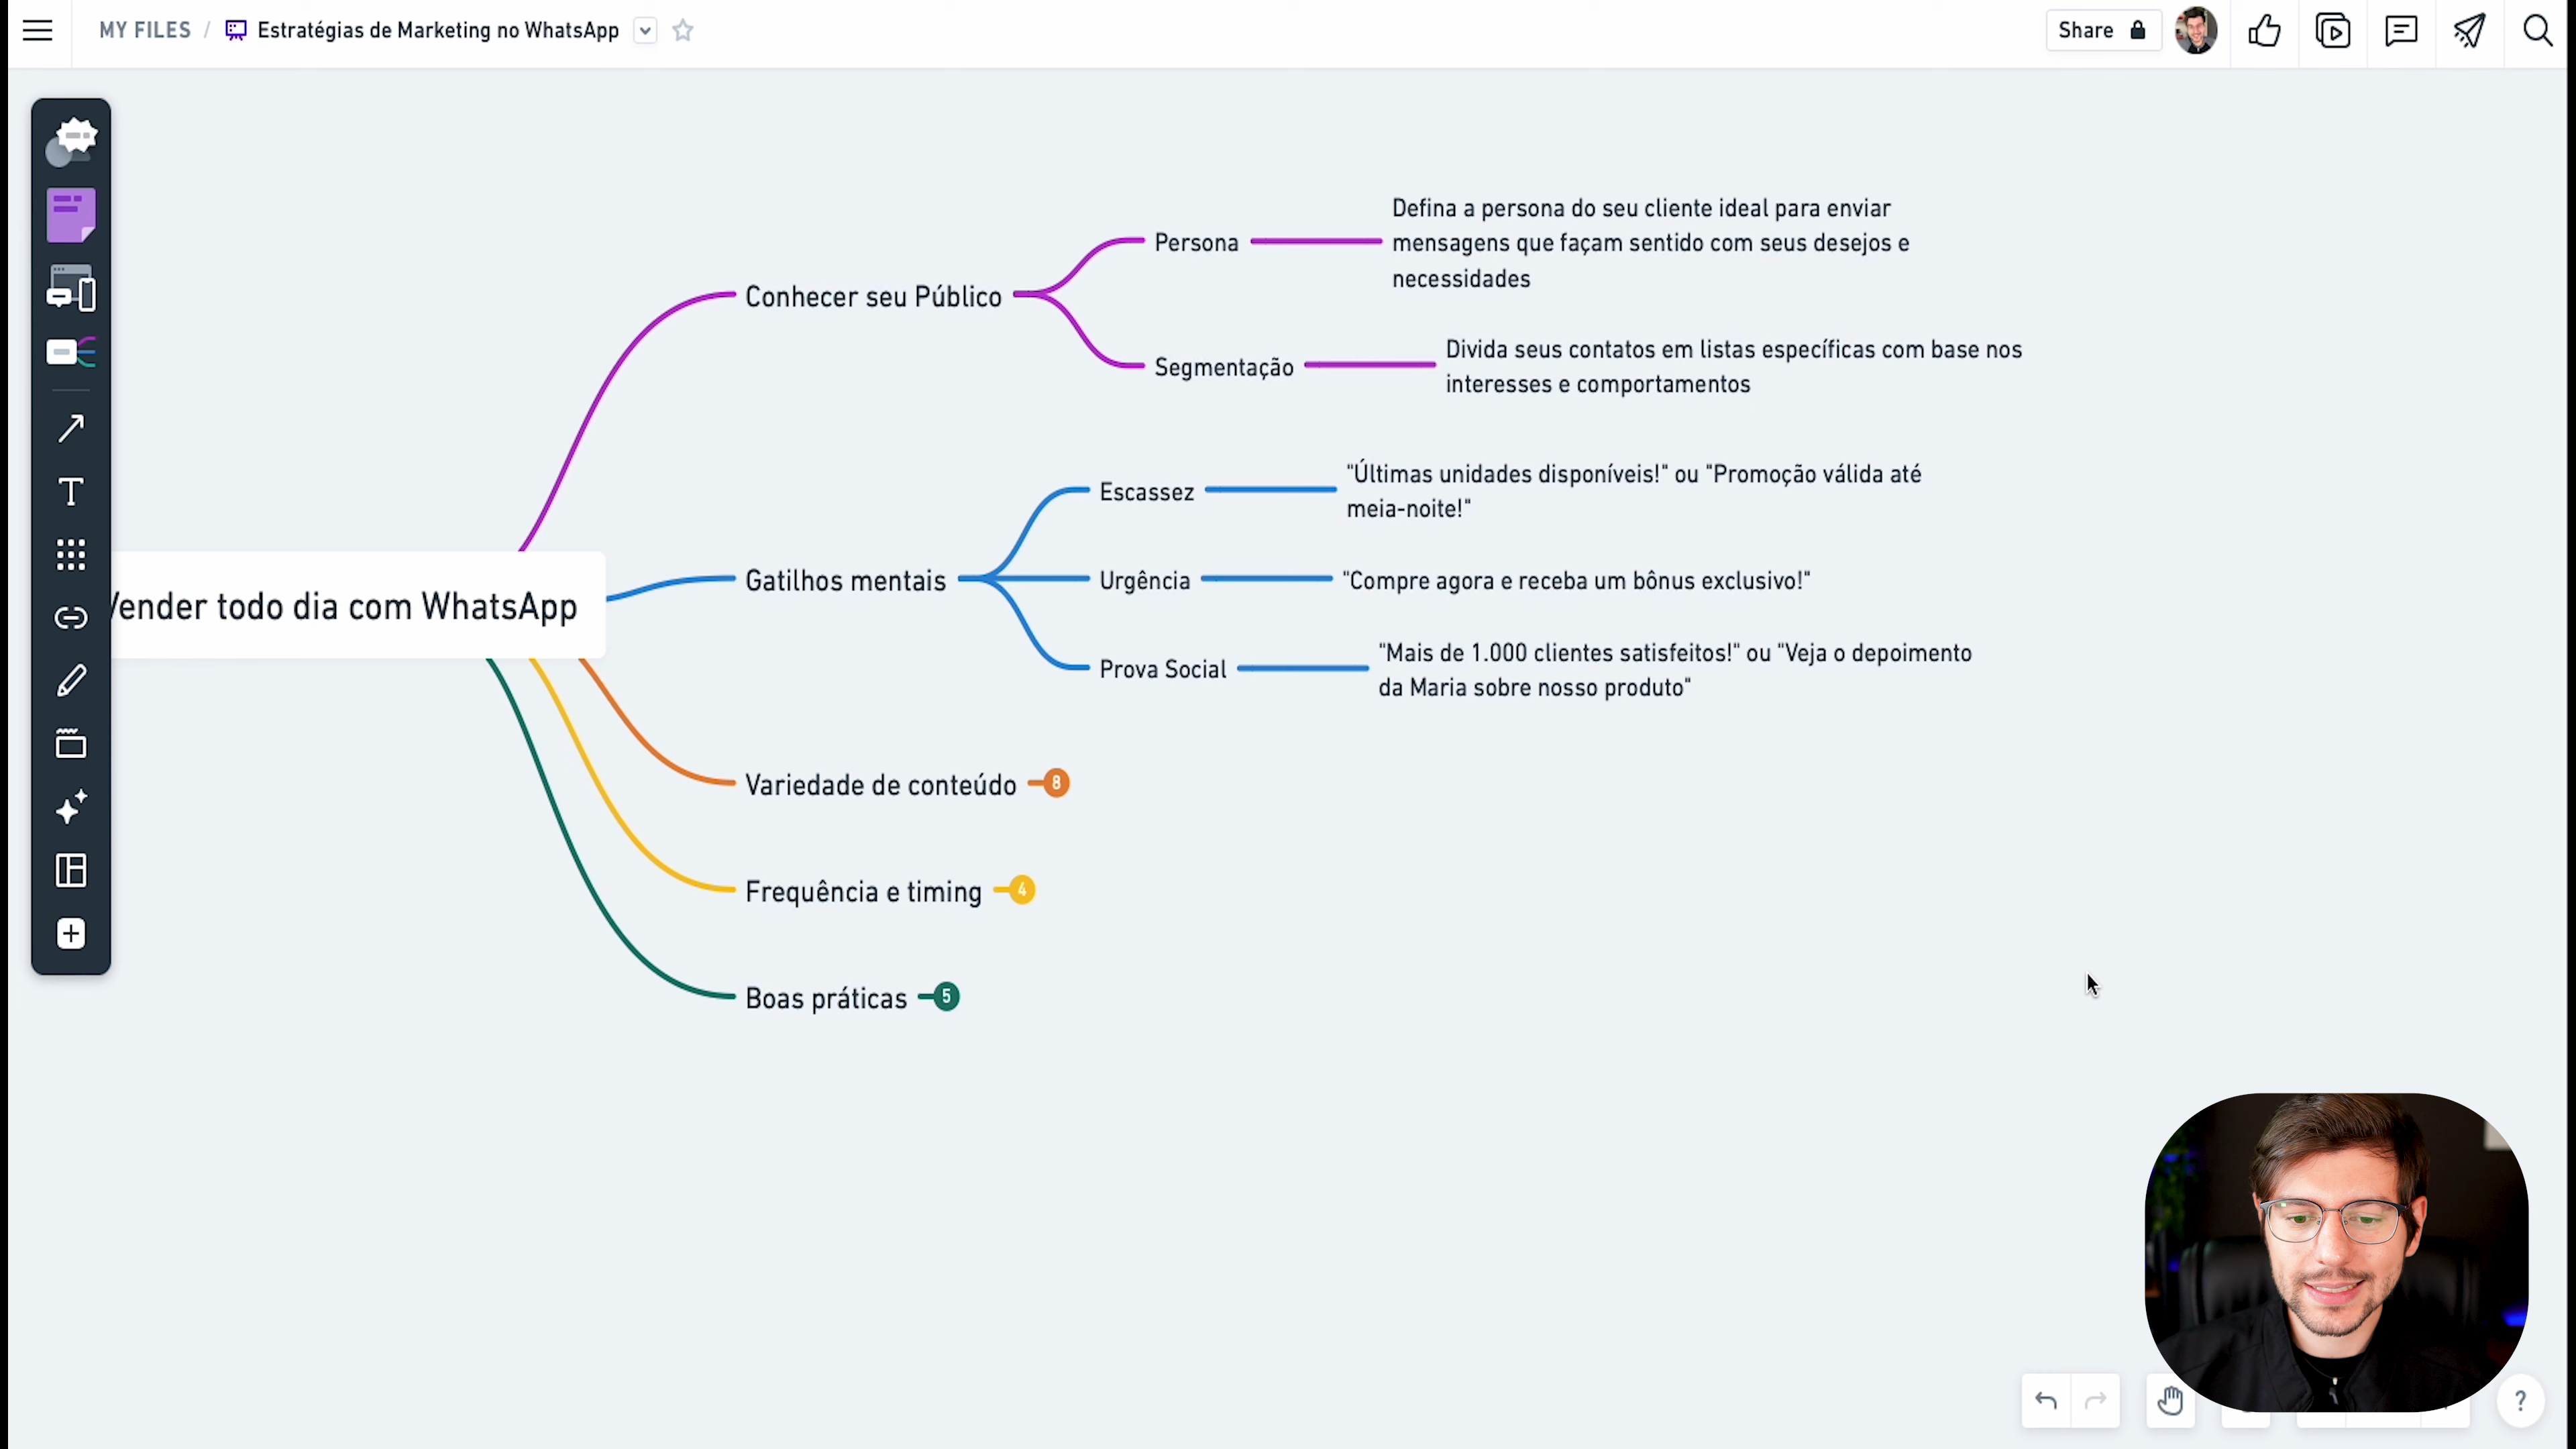 MY FILES / Estratégias de Marketing no WhatsApp
Share
Defina a persona do seu cliente ideal para enviar
mensagens que façam sentido com seus desejos e
necessidades
Persona
Conhecer seu Público
Segmentação
Divida seus contatos em listas específicas com base nos
interesses e comportamentos
"Últimas unidades disponíveis!" ou "Promoção válida até
meia-noite!"
Escassez
Gatilhos mentais
Urgência
"Compre agora e receba um bônus exclusivo!"
Vender todo dia com WhatsApp
Prova Social
"Mais de 1.000 clientes satisfeitos!" ou "Veja o depoimento
da Maria sobre nosso produto"
Variedade de conteúdo 8
Frequência e timing 4
Boas práticas 5
T
?